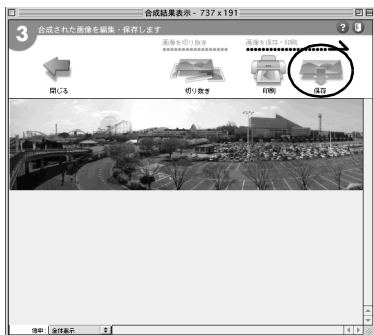 合成結果表示 - 737 x 191
3 合成された画像を編集・保存します
画像を切り抜き 画像を保存・印刷
閉じる 切り抜き 印刷 保存
倍率: 全体表示